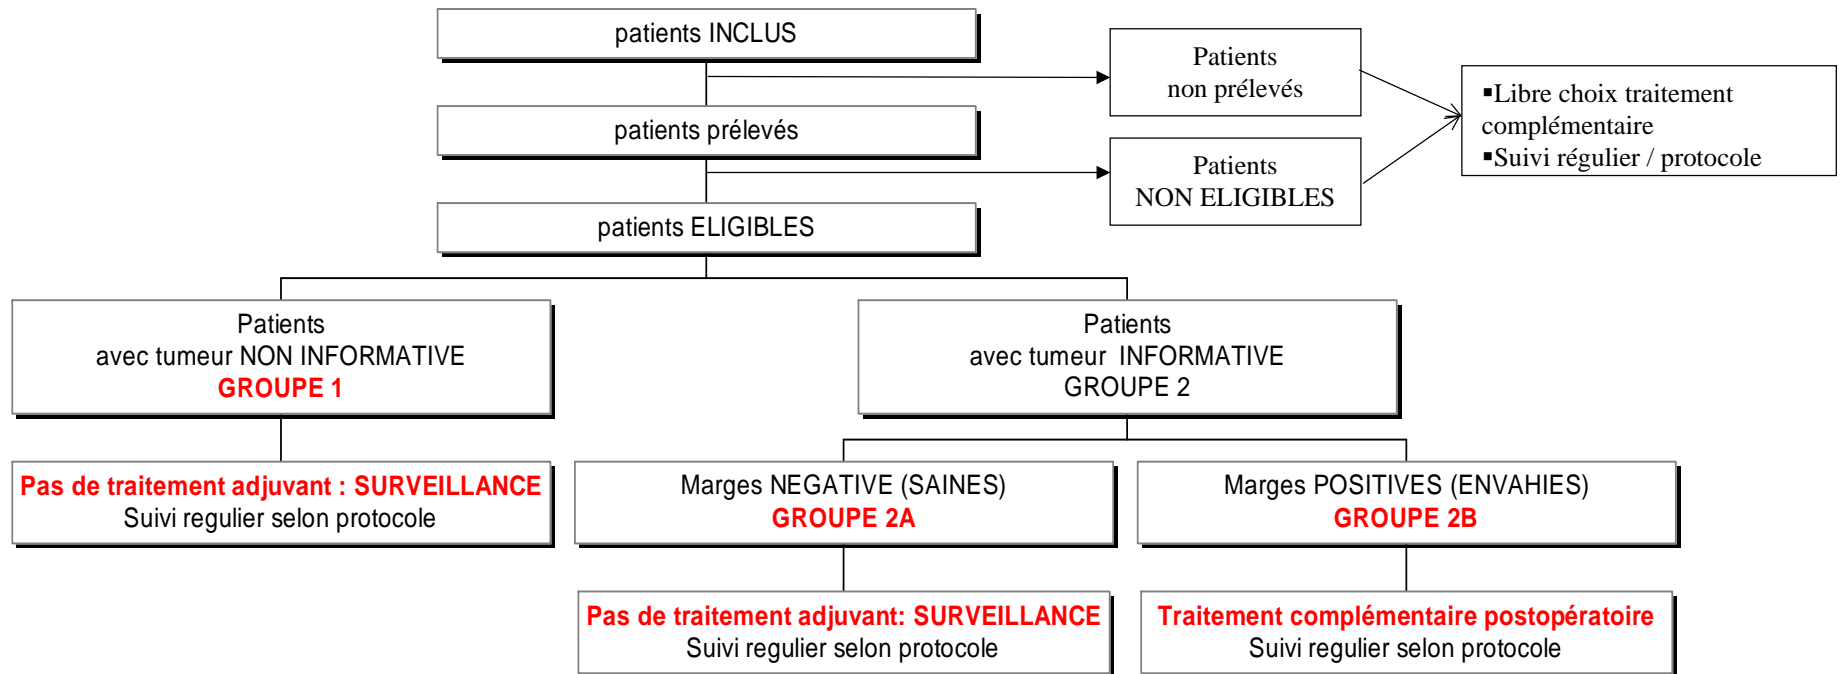 patients INCLUS
Patients
non prélevés
▪Libre choix traitement
complémentaire
▪Suivi régulier / protocole
patients prélevés
Patients
NON ELIGIBLES
patients ELIGIBLES
Patients
avec tumeur NON INFORMATIVE
GROUPE 1
Patients
avec tumeur INFORMATIVE
GROUPE 2
Pas de traitement adjuvant : SURVEILLANCE
Suivi regulier selon protocole
Marges NEGATIVE (SAINES)
GROUPE 2A
Marges POSITIVES (ENVAHIES)
GROUPE 2B
Pas de traitement adjuvant: SURVEILLANCE
Suivi regulier selon protocole
Traitement complémentaire postopératoire
Suivi regulier selon protocole